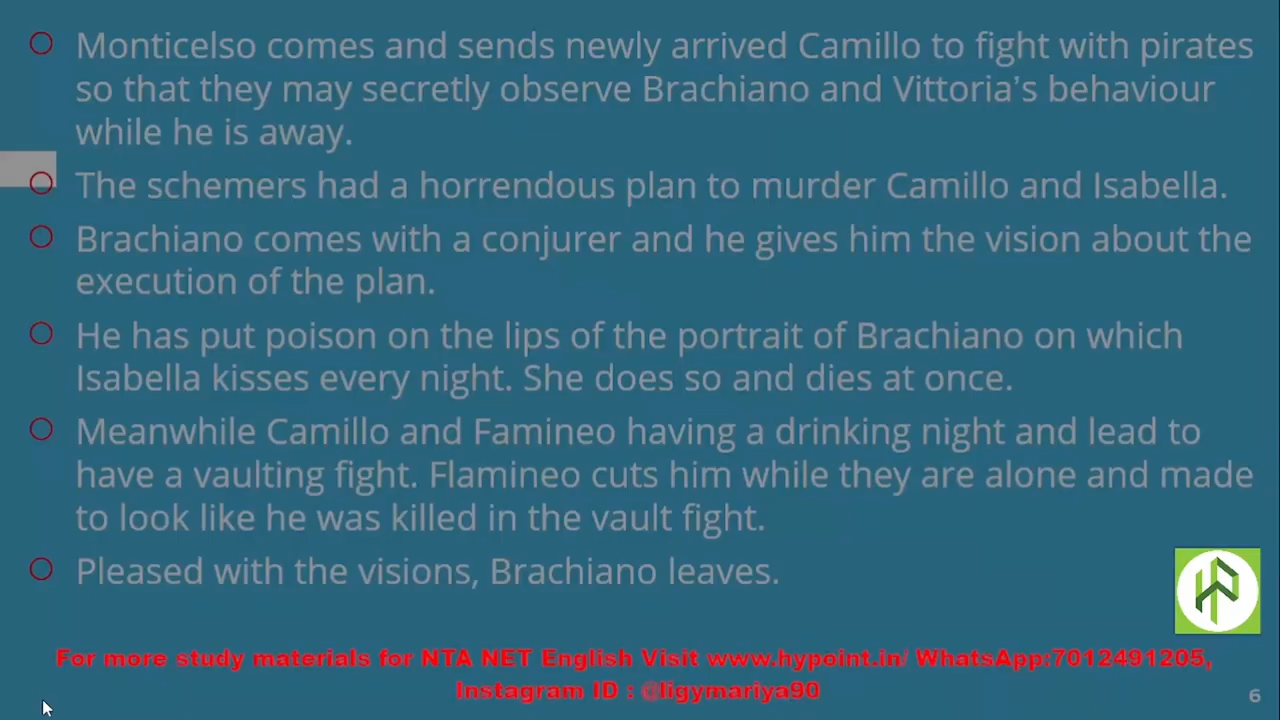 Monticelso comes and sends newly arrived Camillo to fight with pirates
so that they may secretly observe Brachiano and Vittoria's behaviour
while he is away.
The schemers had a horrendous plan to murder Camillo and Isabella.
Brachiano comes with a conjurer and he gives him the vision about the
execution of the plan.
He has put poison on the lips of the portrait of Brachiano on which
Isabella kisses every night. She does so and dies at once.
Meanwhile Camillo and Famineo having a drinking night and lead to
have a vaulting fight. Flamineo cuts him while they are alone and made
to look like he was killed in the vault fight.
Pleased with the visions, Brachiano leaves.
For more study materials for NTA NET English Visit www.hypoint.in/ WhatsApp:7012491205,
Instagram ID : @ligymariya90
6